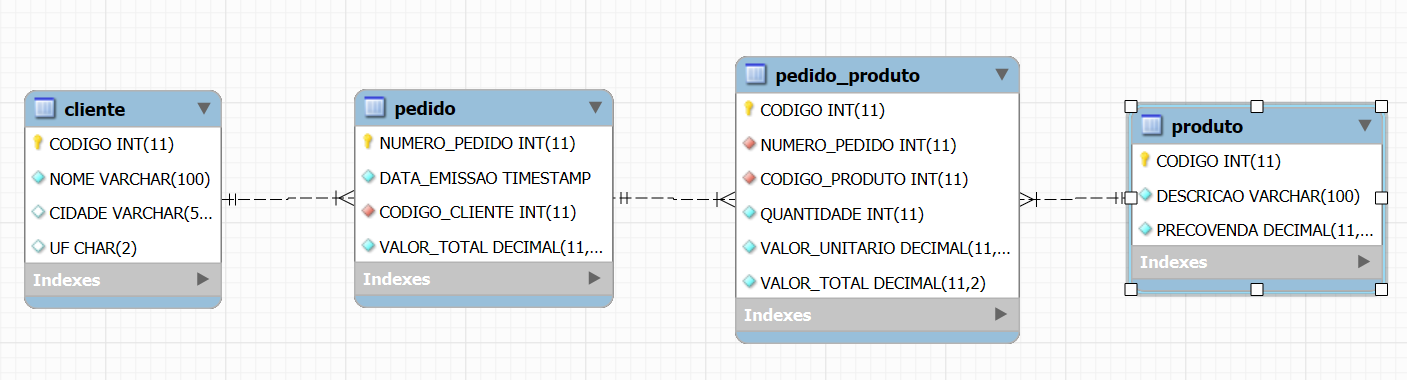 cliente
CODIGO INT(11)
NOME VARCHAR(100)
CIDADE VARCHAR(5...
UF CHAR(2)
Indexes
pedido
NUMERO_PEDIDO INT(11)
DATA_EMISSAO TIMESTAMP
CODIGO_CLIENTE INT(11)
VALOR_TOTAL DECIMAL(11,...
Indexes
pedido_produto
CODIGO INT(11)
NUMERO_PEDIDO INT(11)
CODIGO_PRODUTO INT(11)
QUANTIDADE INT(11)
VALOR_UNITARIO DECIMAL(11,...
VALOR_TOTAL DECIMAL(11,2)
Indexes
produto
CODIGO INT(11)
DESCRICAO VARCHAR(100)
PRECOVENDA DECIMAL(11,...
Indexes